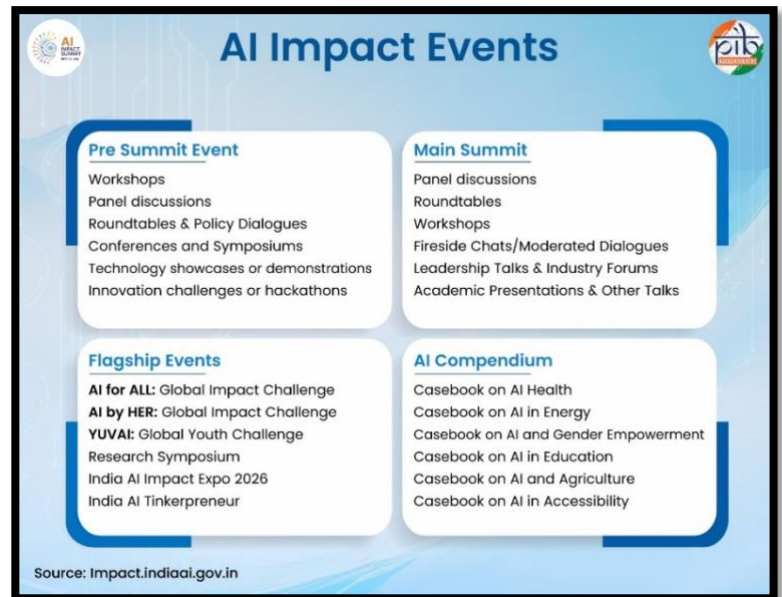 AI
IMPACT
SUMMIT
AI Impact Events
pib
Pre Summit Event
Workshops
Panel discussions
Roundtables & Policy Dialogues
Conferences and Symposiums
Technology showcases or demonstrations
Innovation challenges or hackathons
Main Summit
Panel discussions
Roundtables
Workshops
Fireside Chats/Moderated Dialogues
Leadership Talks & Industry Forums
Academic Presentations & Other Talks
Flagship Events
AI for ALL: Global Impact Challenge
AI by HER: Global Impact Challenge
YUVAI: Global Youth Challenge
Research Symposium
India AI Impact Expo 2026
India AI Tinkerpreneur
AI Compendium
Casebook on AI Health
Casebook on AI in Energy
Casebook on AI and Gender Empowerment
Casebook on AI in Education
Casebook on AI and Agriculture
Casebook on AI in Accessibility
Source: Impact.indiaai.gov.in